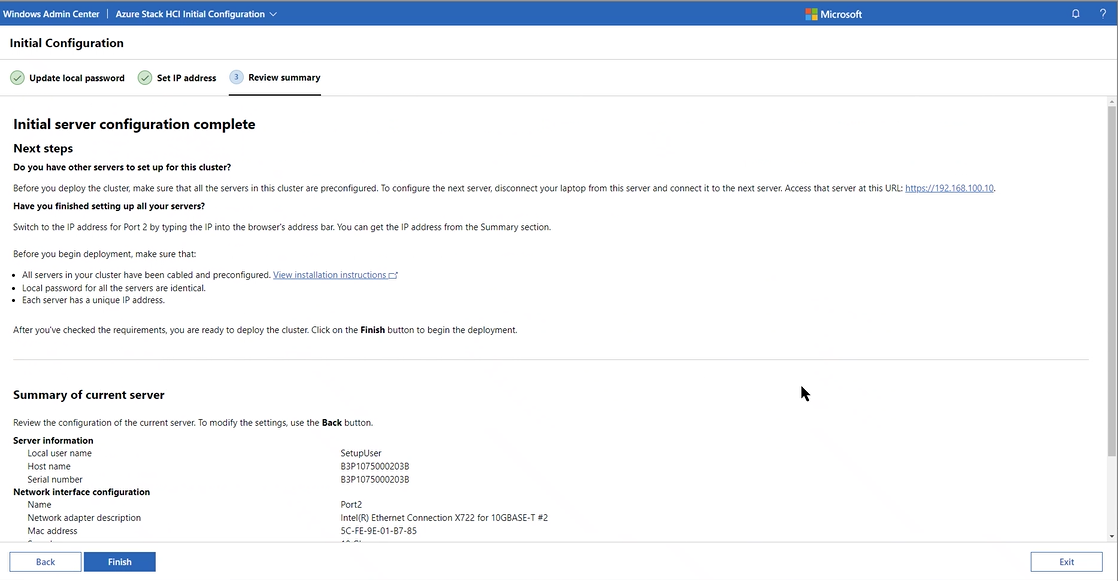 Windows Admin Center | Azure Stack HCI Initial Configuration
Microsoft
?
Initial Configuration
Update local password
Set IP address
3 Review summary
Initial server configuration complete
Next steps
Do you have other servers to set up for this cluster?
Before you deploy the cluster, make sure that all the servers in this cluster are preconfigured. To configure the next server, disconnect your laptop from this server and connect it to the next server. Access that server at this URL: https://192.168.100.10.
Have you finished setting up all your servers?
Switch to the IP address for Port 2 by typing the IP into the browser's address bar. You can get the IP address from the Summary section.
Before you begin deployment, make sure that:
• All servers in your cluster have been cabled and preconfigured. View installation instructions
• Local password for all the servers are identical.
• Each server has a unique IP address.
After you've checked the requirements, you are ready to deploy the cluster. Click on the Finish button to begin the deployment.
Summary of current server
Review the configuration of the current server. To modify the settings, use the Back button.
Server information
Local user name SetupUser
Host name B3P1075000203B
Serial number B3P1075000203B
Network interface configuration
Name Port2
Network adapter description Intel(R) Ethernet Connection X722 for 10GBASE-T #2
Mac address 5C-FE-9E-01-B7-85
Back
Finish
Exit